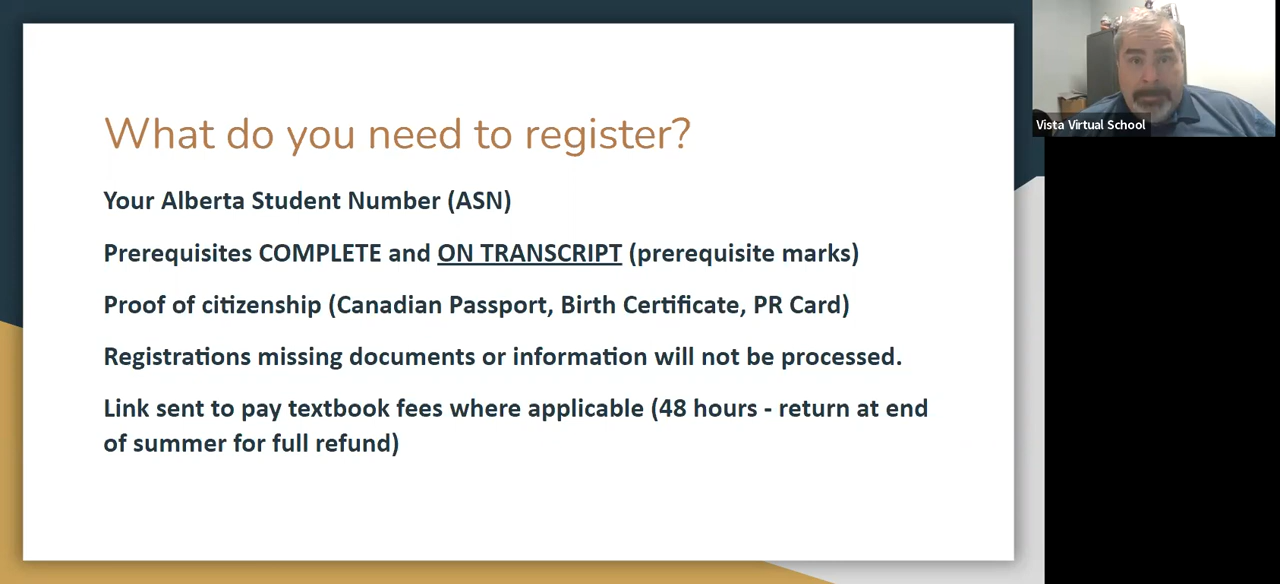 What do you need to register?
Your Alberta Student Number (ASN)
Prerequisites COMPLETE and ON TRANSCRIPT (prerequisite marks)
Proof of citizenship (Canadian Passport, Birth Certificate, PR Card)
Registrations missing documents or information will not be processed.
Link sent to pay textbook fees where applicable (48 hours - return at end
of summer for full refund)
Vista Virtual School